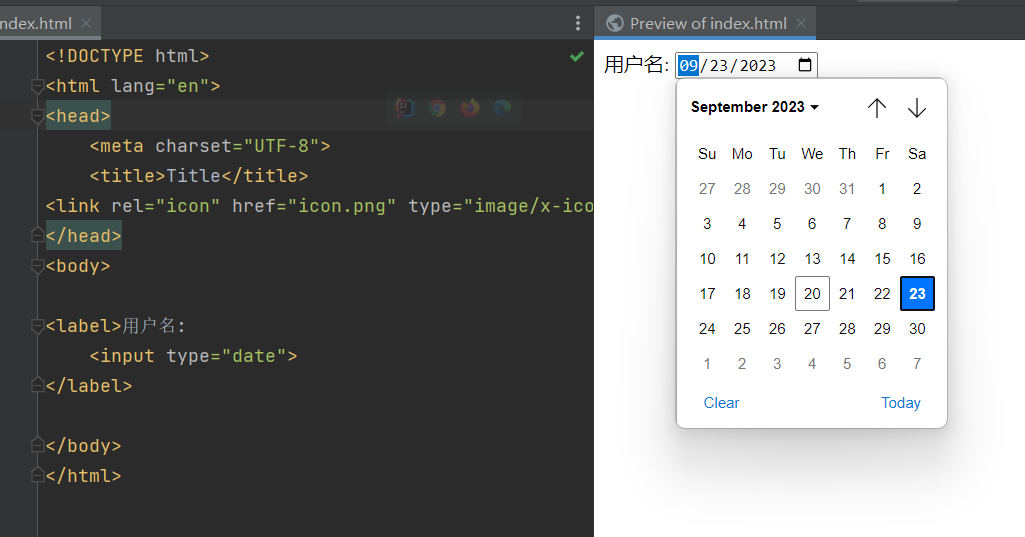 ndex.html
<!DOCTYPE html>
<html lang="en">
<head>
<meta charset="UTF-8">
<title>Title</title>
<link rel="icon" href="icon.png" type="image/x-ico
</head>
<body>
<label>用户名:
<input type="date">
</label>
</body>
</html>
Preview of index.html
用户名: 09/23/2023
September 2023
Su Mo Tu We Th Fr Sa
27 28 29 30 31 1 2
3 4 5 6 7 8 9
10 11 12 13 14 15 16
17 18 19 20 21 22 23
24 25 26 27 28 29 30
1 2 3 4 5 6 7
Clear Today